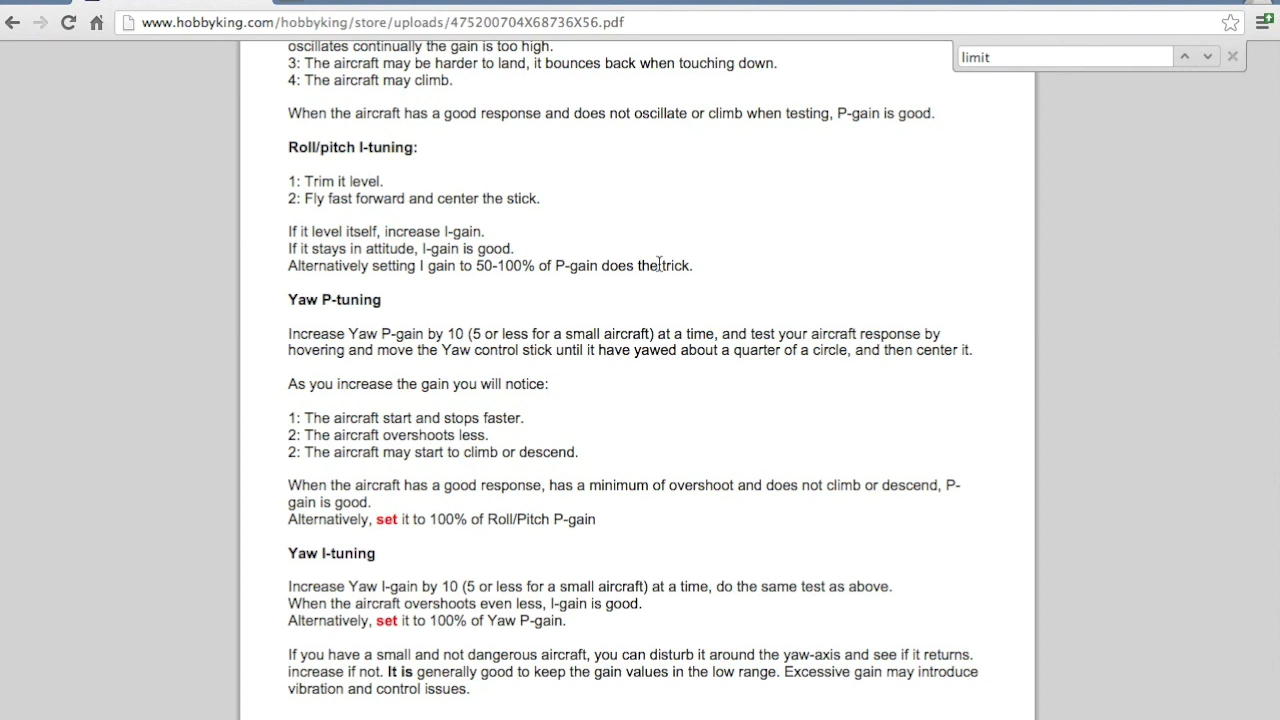 www.hobbyking.com/hobbyking/store/uploads/475200704X68736X56.pdf
limit
oscillates continually the gain is too high.
3: The aircraft may be harder to land, it bounces back when touching down.
4: The aircraft may climb.
When the aircraft has a good response and does not oscillate or climb when testing, P-gain is good.
Roll/pitch I-tuning:
1: Trim it level.
2: Fly fast forward and center the stick.
If it level itself, increase I-gain.
If it stays in attitude, I-gain is good.
Alternatively setting I gain to 50-100% of P-gain does the trick.
Yaw P-tuning
Increase Yaw P-gain by 10 (5 or less for a small aircraft) at a time, and test your aircraft response by
hovering and move the Yaw control stick until it have yawed about a quarter of a circle, and then center it.
As you increase the gain you will notice:
1: The aircraft start and stops faster.
2: The aircraft overshoots less.
2: The aircraft may start to climb or descend.
When the aircraft has a good response, has a minimum of overshoot and does not climb or descend, P-
gain is good.
Alternatively, set it to 100% of Roll/Pitch P-gain
Yaw I-tuning
Increase Yaw I-gain by 10 (5 or less for a small aircraft) at a time, do the same test as above.
When the aircraft overshoots even less, I-gain is good.
Alternatively, set it to 100% of Yaw P-gain.
If you have a small and not dangerous aircraft, you can disturb it around the yaw-axis and see if it returns.
increase if not. It is generally good to keep the gain values in the low range. Excessive gain may introduce
vibration and control issues.